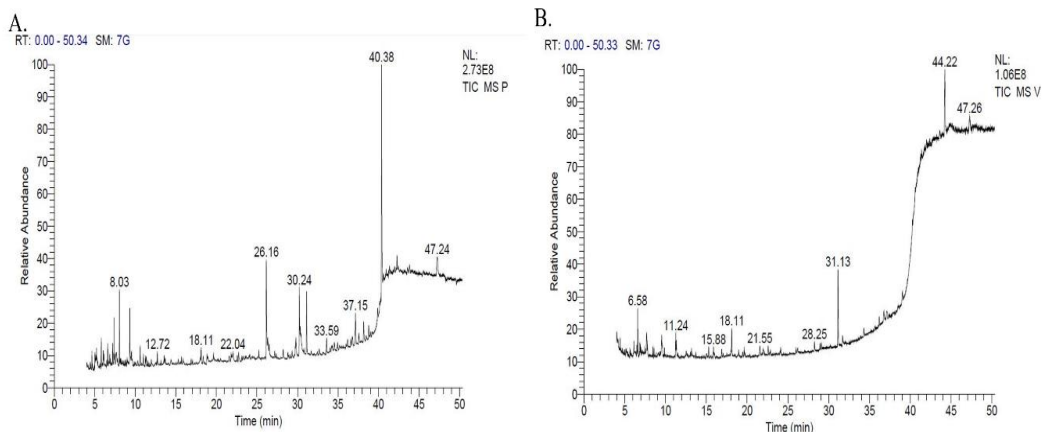 A.
RT: 0.00 - 50.34 SM: 7G
NL:
2.73E8
TIC MS P
40.38
100
90
80
70
60
50
40
30
20
10
0
Relative Abundance
8.03
12.72
18.11
22.04
26.16
30.24
33.59
37.15
47.24
0 5 10 15 20 25 30 35 40 45 50
Time (min)
B.
RT: 0.00 - 50.33 SM: 7G
NL:
1.06E8
TIC MS V
44.22
47.26
100
90
80
70
60
50
40
30
20
10
0
Relative Abundance
6.58
11.24
15.88
18.11
21.55
28.25
31.13
0 5 10 15 20 25 30 35 40 45 50
Time (min)